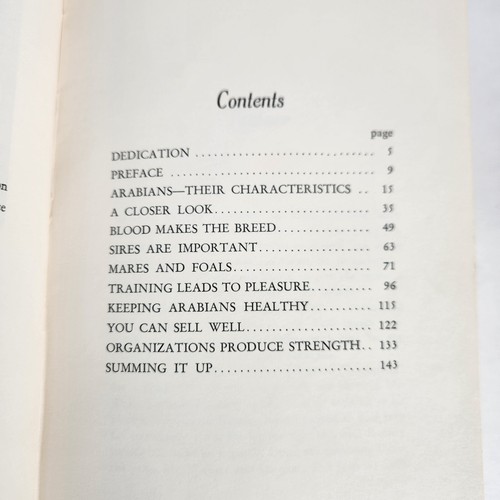 Contents
page
DEDICATION .............................. 5
PREFACE ................................. 9
ARABIANS—THEIR CHARACTERISTICS .. 15
A CLOSER LOOK......................... 35
BLOOD MAKES THE BREED............... 49
SIRES ARE IMPORTANT.................. 63
MARES AND FOALS...................... 71
TRAINING LEADS TO PLEASURE.......... 96
KEEPING ARABIANS HEALTHY.......... 115
YOU CAN SELL WELL.................... 122
ORGANIZATIONS PRODUCE STRENGTH.. 133
SUMMING IT UP......................... 143